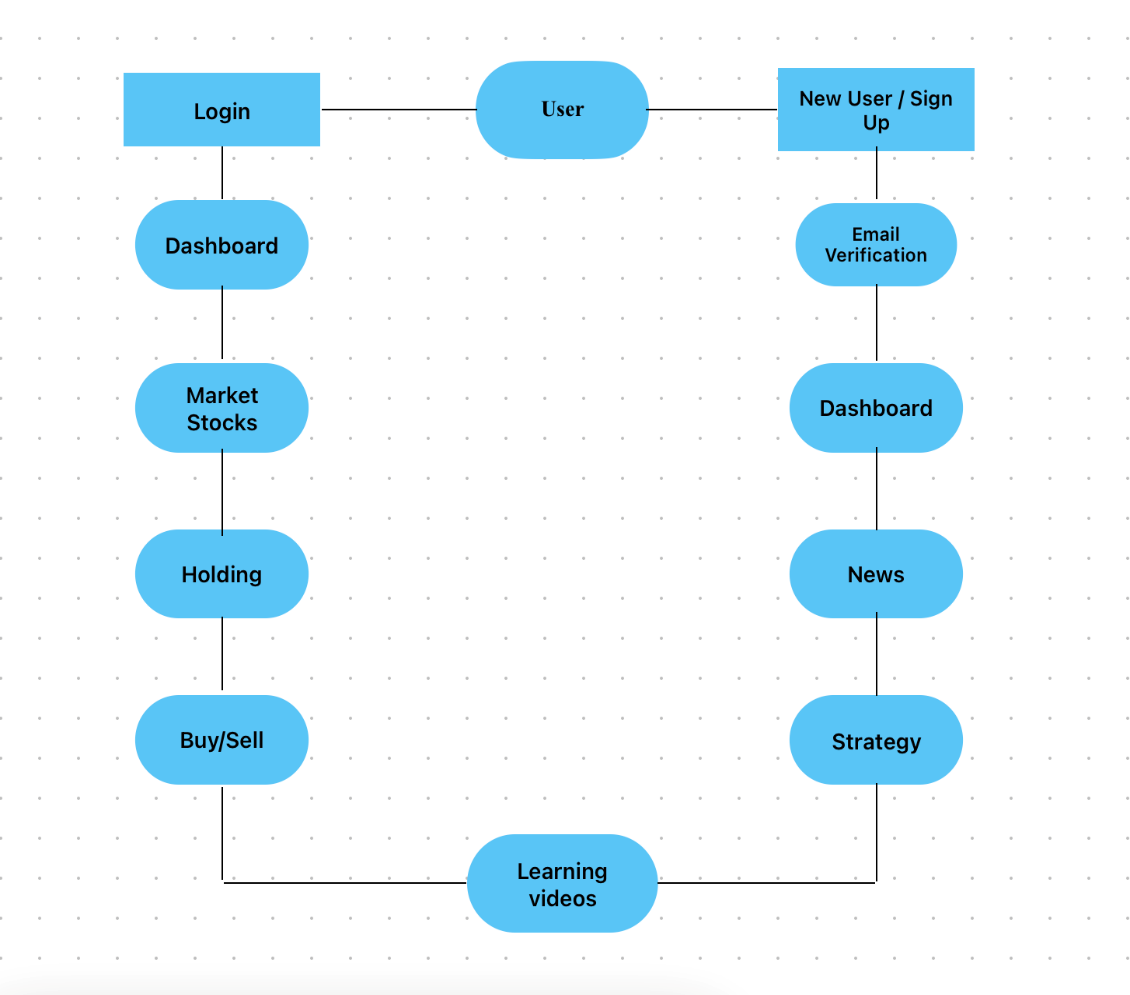 Login
User
New User / Sign
Up
Dashboard
Email
Verification
Market
Stocks
Dashboard
Holding
News
Buy/Sell
Strategy
Learning
videos